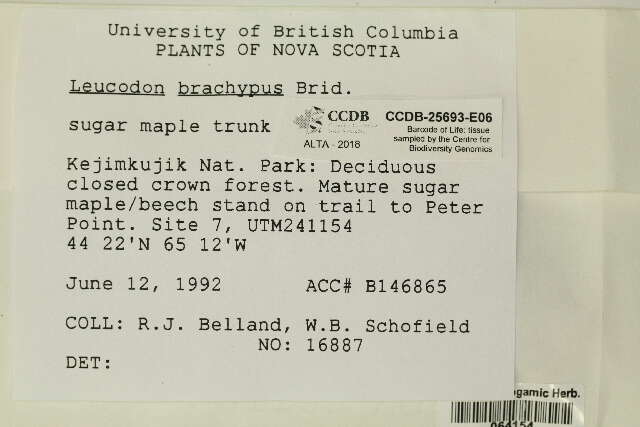 University of British Columbia
PLANTS OF NOVA SCOTIA
Leucodon brachypus Brid.
sugar maple trunk
CCDB
ALTA - 2018
CCDB-25693-E06
Barcode of Life: tissue
sampled by the Centre for
Biodiversity Genomics
Kejimkujik Nat. Park: Deciduous
closed crown forest. Mature sugar
maple/beech stand on trail to Peter
Point. Site 7, UTM241154
44 22'N 65 12'W
June 12, 1992 ACC# B146865
COLL: R.J. Belland, W.B. Schofield
NO: 16887
DET:
ogamic Herb.